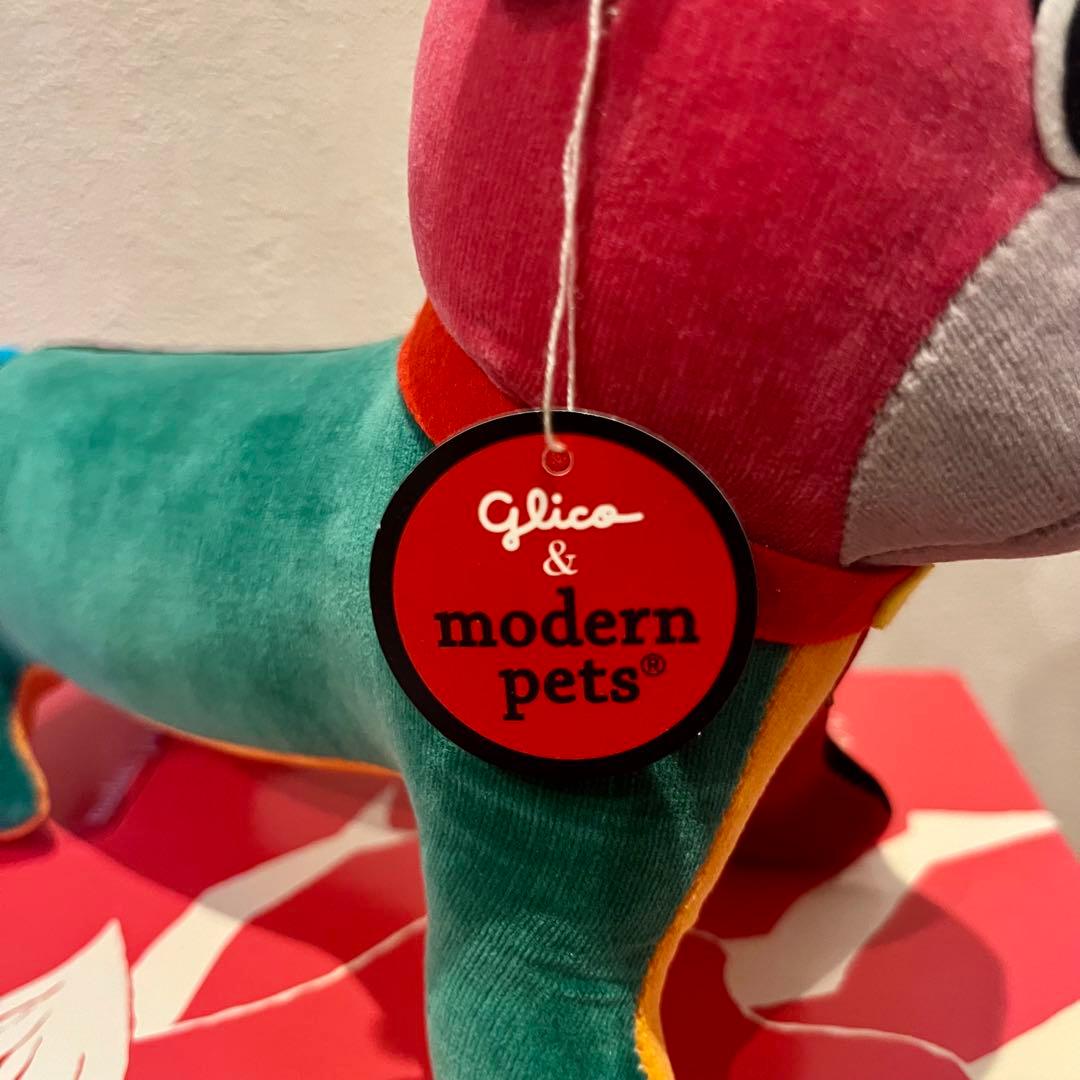 Glico
&
modern
pets®